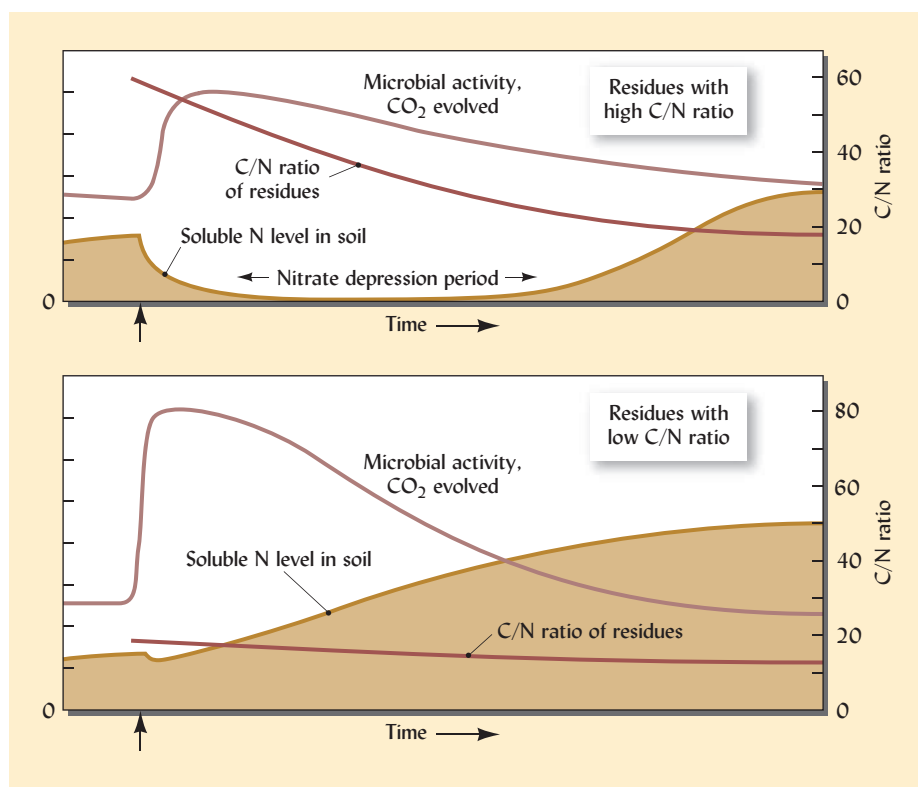 Microbial activity,
CO₂ evolved
Residues with
high C/N ratio
60
C/N ratio
of residues
40
C/N ratio
Soluble N level in soil
20
Nitrate depression period
0
0
Time
Residues with
low C/N ratio
80
Microbial activity,
CO₂ evolved
60
C/N ratio
Soluble N level in soil
40
C/N ratio of residues
20
0
0
Time